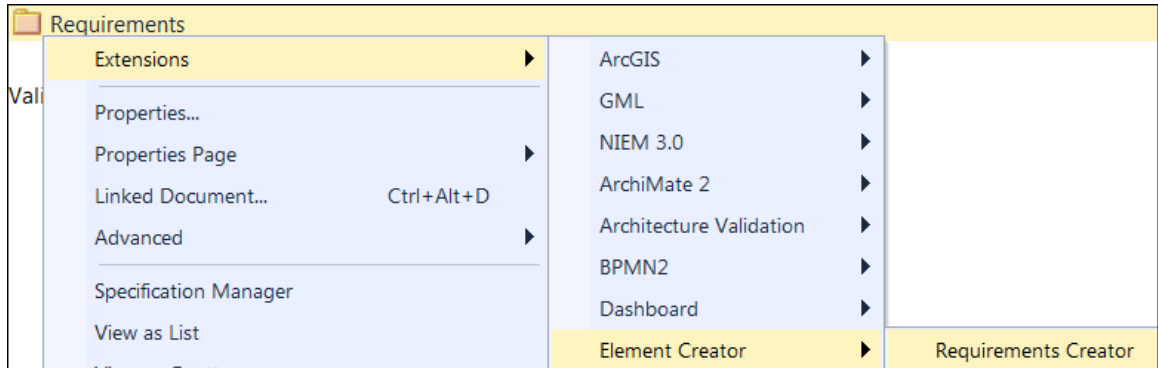 Requirements
Extensions
Vali
Properties...
Properties Page
Linked Document... Ctrl+Alt+D
Advanced
Specification Manager
View as List
ArcGIS
GML
NIEM 3.0
ArchiMate 2
Architecture Validation
BPMN2
Dashboard
Element Creator
Requirements Creator